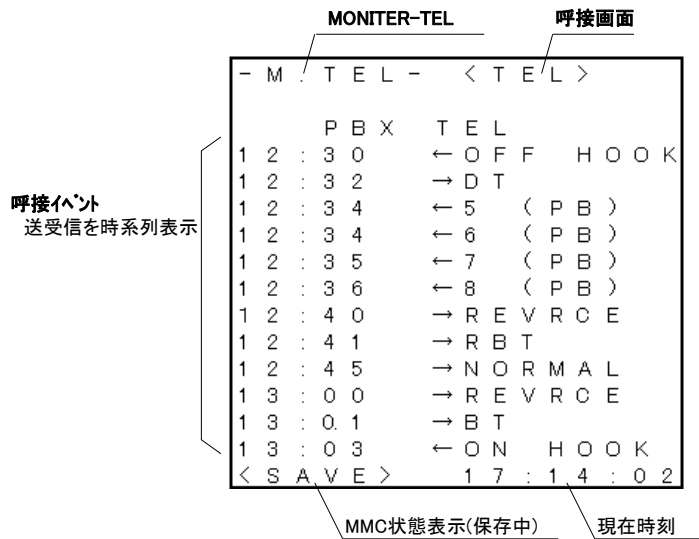 MONITER-TEL
呼接画面
-M.TEL- <TEL>
PBX TEL
12:30 ←OFF HOOK
12:32 →DT
12:34 ←5 (PB)
12:34 ←6 (PB)
12:35 ←7 (PB)
12:36 ←8 (PB)
12:40 →REVRCE
12:41 →RBT
12:45 →NORMAL
13:00 →REVRCE
13:0.1 →BT
13:03 ←ON HOOK
<SAVE> 17:14:02
呼接イベント
送受信を時系列表示
MMC状態表示(保存中)
現在時刻